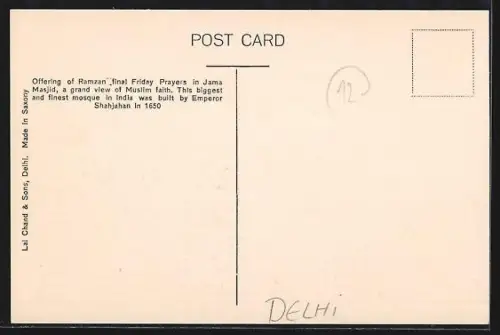 POST CARD
Offering of Ramzan final Friday Prayers in Jama
Masjid, a grand view of Muslim faith. This biggest
and finest mosque in India was built by Emperor
Shahjahan in 1650
12
Lal Chand & Sons, Delhi. Made in Saxony
DELHi